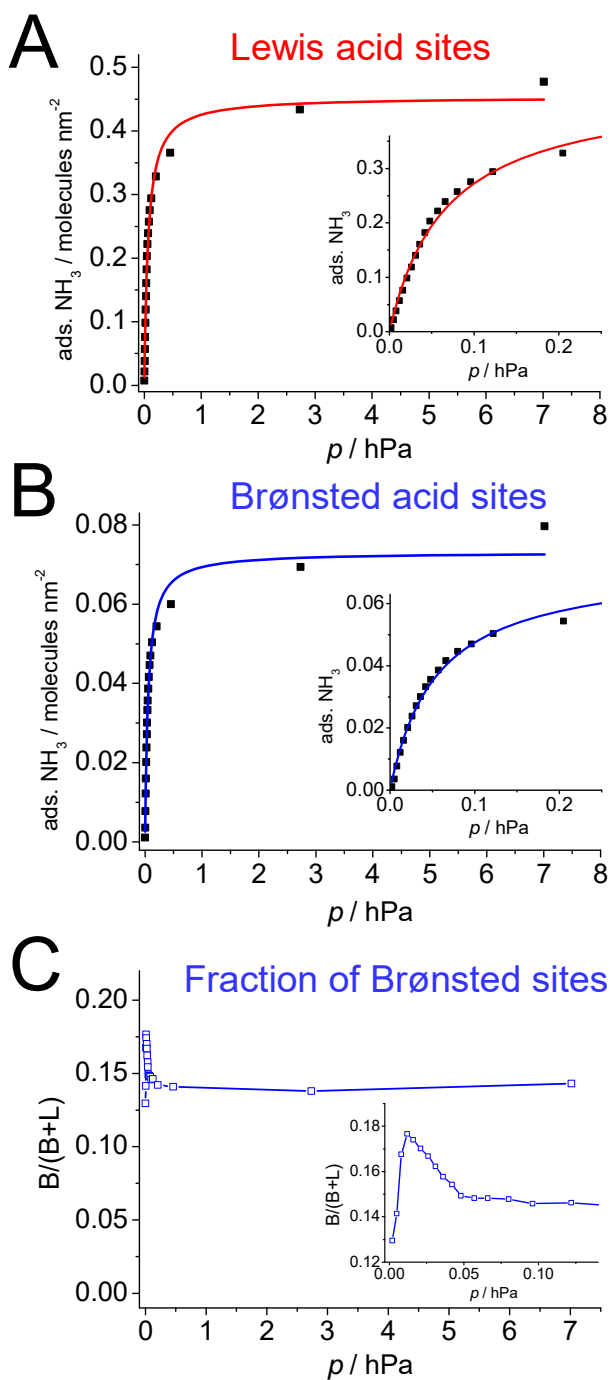 A
Lewis acid sites
ads. NH3 / molecules nm-2
0.5
0.4
0.3
0.2
0.1
0.0
0 1 2 3 4 5 6 7 8
p / hPa
ads. NH3
0.3
0.2
0.1
0.0
0.0 0.1 0.2
p / hPa
B
Brønsted acid sites
ads. NH3 / molecules nm-2
0.08
0.06
0.04
0.02
0.00
0 1 2 3 4 5 6 7 8
p / hPa
ads. NH3
0.06
0.04
0.02
0.00
0.0 0.1 0.2
p / hPa
C
Fraction of Brønsted sites
B/(B+L)
0.20
0.15
0.10
0.05
0.00
0 1 2 3 4 5 6 7
p / hPa
B/(B+L)
0.18
0.16
0.14
0.12
0.00 0.05 0.10
p / hPa